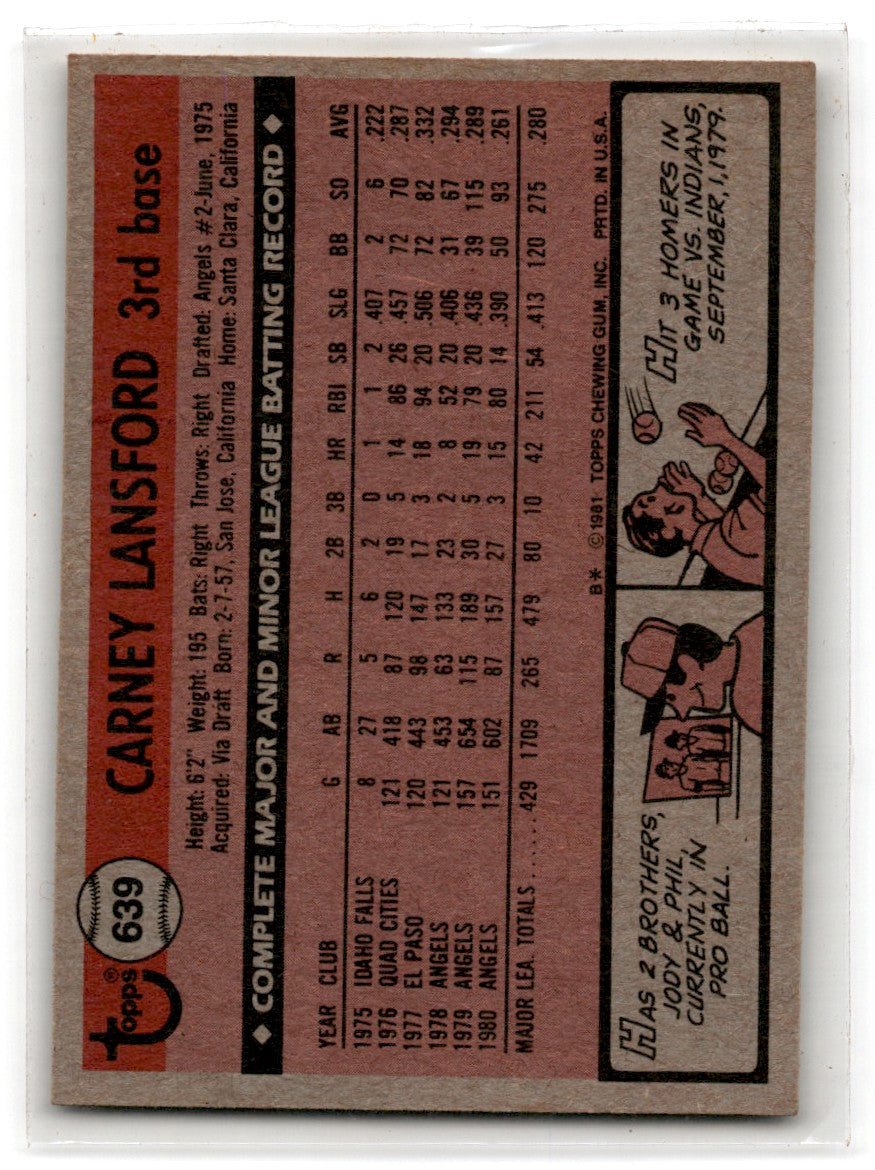 Topps® 639 CARNEY LANSFORD 3rd base
Height: 6'2" Weight: 195 Bats: Right Throws: Right Drafted: Angels #2-June, 1975
Acquired: Via Draft Born: 2-7-57, San Jose, California Home: Santa Clara, California
◆ COMPLETE MAJOR AND MINOR LEAGUE BATTING RECORD ◆
YEAR CLUB G AB R H 2B 3B HR RBI SB SLG BB SO AVG
1975 IDAHO FALLS 8 27 5 6 2 0 1 1 2 .407 2 6 .222
1976 QUAD CITIES 121 418 87 120 19 5 14 86 26 .457 72 70 .287
1977 EL PASO 120 443 98 147 17 3 18 94 20 .506 72 82 .332
1978 ANGELS 121 453 63 133 23 2 8 52 20 .406 31 67 .294
1979 ANGELS 157 654 115 189 30 5 19 79 20 .436 39 115 .289
1980 ANGELS 151 602 87 157 27 3 15 80 14 .390 50 93 .261
MAJOR LEA. TOTALS ...... 429 1709 265 479 80 10 42 211 54 .413 120 275 .280
B* ©1981 TOPPS CHEWING GUM, INC. PRTD. IN U.S.A.
HAS 2 BROTHERS,
JODY & PHIL,
CURRENTLY IN
PRO BALL.
HIT 3 HOMERS IN
GAME VS. INDIANS,
SEPTEMBER, 1, 1979.